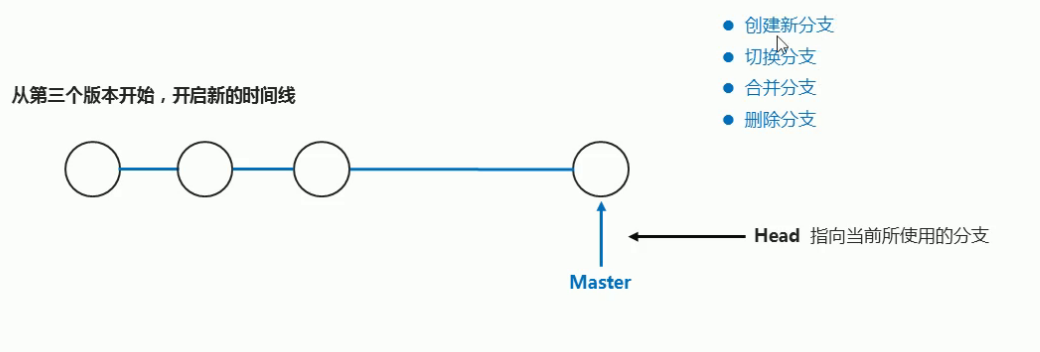 创建新分支
切换分支
合并分支
删除分支
从第三个版本开始，开启新的时间线
Head 指向当前所使用的分支
Master